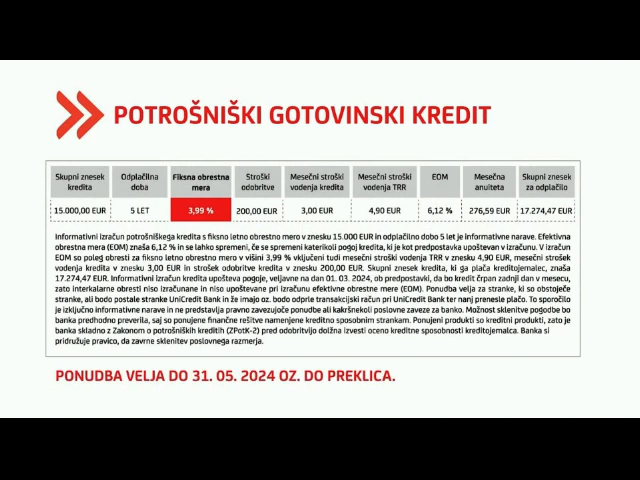 POTROŠNIŠKI GOTOVINSKI KREDIT
Skupni znesek kredita	Odplačilna doba	Fiksna obrestna mera	Stroški odobritve	Mesečni stroški vodenja kredita	Mesečni stroški vodenja TRR	EOM	Mesečna anuiteta	Skupni znesek za odplačilo
15.000,00 EUR	5 LET	3,99 %	200,00 EUR	3,00 EUR	4,90 EUR	6,12 %	276,59 EUR	17.274,47 EUR
Informativni izračun potrošniškega kredita s fiksno letno obrestno mero v znesku 15.000 EUR in odplačilno dobo 5 let je informativne narave. Efektivna
obrestna mera (EOM) znaša 6,12 % in se lahko spremeni, če se spremeni katerikoli pogoj kredita, ki je kot predpostavka upoštevan v izračunu. V izračun
EOM so poleg obresti za fiksno letno obrestno mero v višini 3,99 % vključeni tudi mesečni stroški vodenja TRR v znesku 4,90 EUR, mesečni strošek
vodenja kredita v znesku 3,00 EUR in strošek odobritve kredita v znesku 200,00 EUR. Skupni znesek kredita, ki ga plača kreditojemalec, znaša
17.274,47 EUR. Informativni izračun je pripravljen na podlagi ponudbe, veljavne na dan 01. 03. 2024, ob predpostavki, da bo kredit črpan zadnji dan v mesecu,
zato interkalarne obresti niso izračunane in niso upoštevane pri izračunu efektivne obrestne mere (EOM). Ponudba velja za stranke, ki so obstoječe
stranke, ali bodo postale stranke UniCredit Bank in že imajo oz. bodo odprle transakcijski račun pri UniCredit Bank ter nanj prenesle plačo. To sporočilo
je izključno informativne narave in ne predstavlja pravno zavezujoče ponudbe ali kakršnekoli poslovne zaveze za banko. Možnost sklenitve pogodbe bo
banka predhodno preverila, saj so ponujene finančne rešitve namenjene kreditno sposobnim strankam. Ponujeni produkti so kreditni produkti, zato je
banka skladno z Zakonom o potrošniških kreditih (ZPotK-2) pred odobritvijo dolžna izvesti oceno kreditne sposobnosti kreditojemalca. Banka si
pridružuje pravico, da zavrne sklenitev poslovnega razmerja.
PONUDBA VELJA DO 31. 05. 2024 OZ. DO PREKLICA.